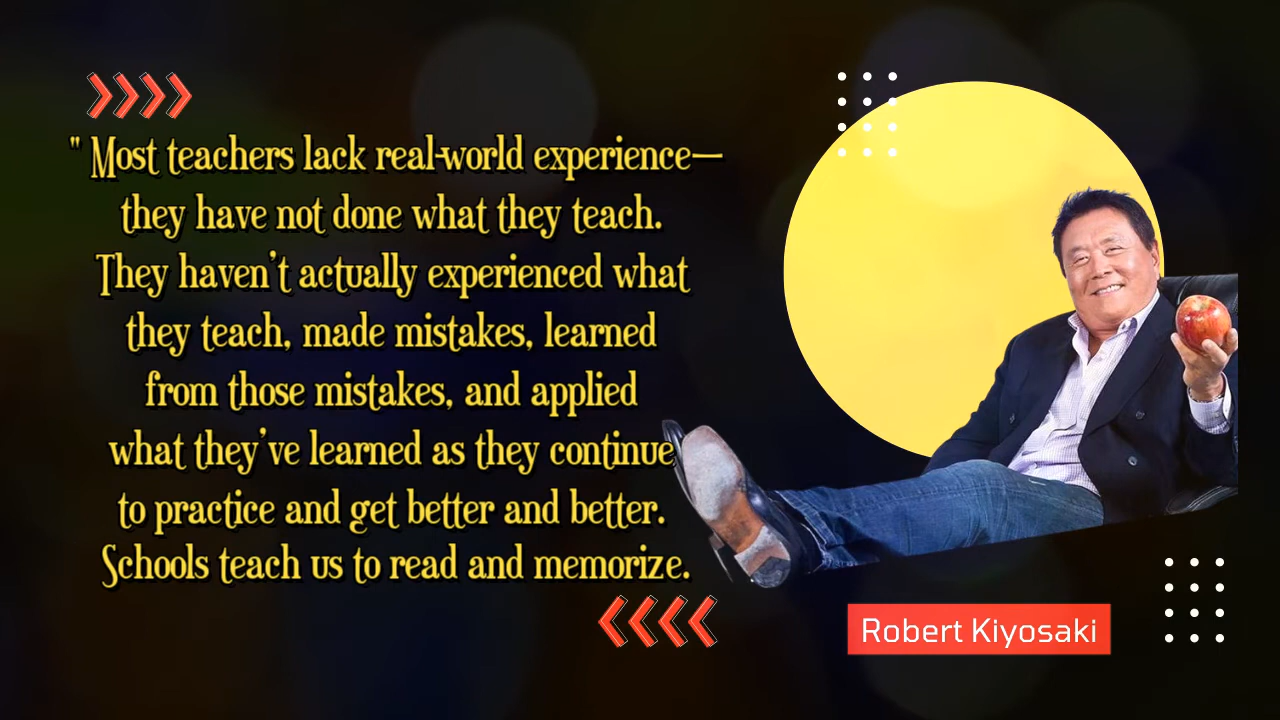 " Most teachers lack real-world experience—
they have not done what they teach.
They haven't actually experienced what
they teach, made mistakes, learned
from those mistakes, and applied
what they've learned as they continue
to practice and get better and better.
Schools teach us to read and memorize.
Robert Kiyosaki